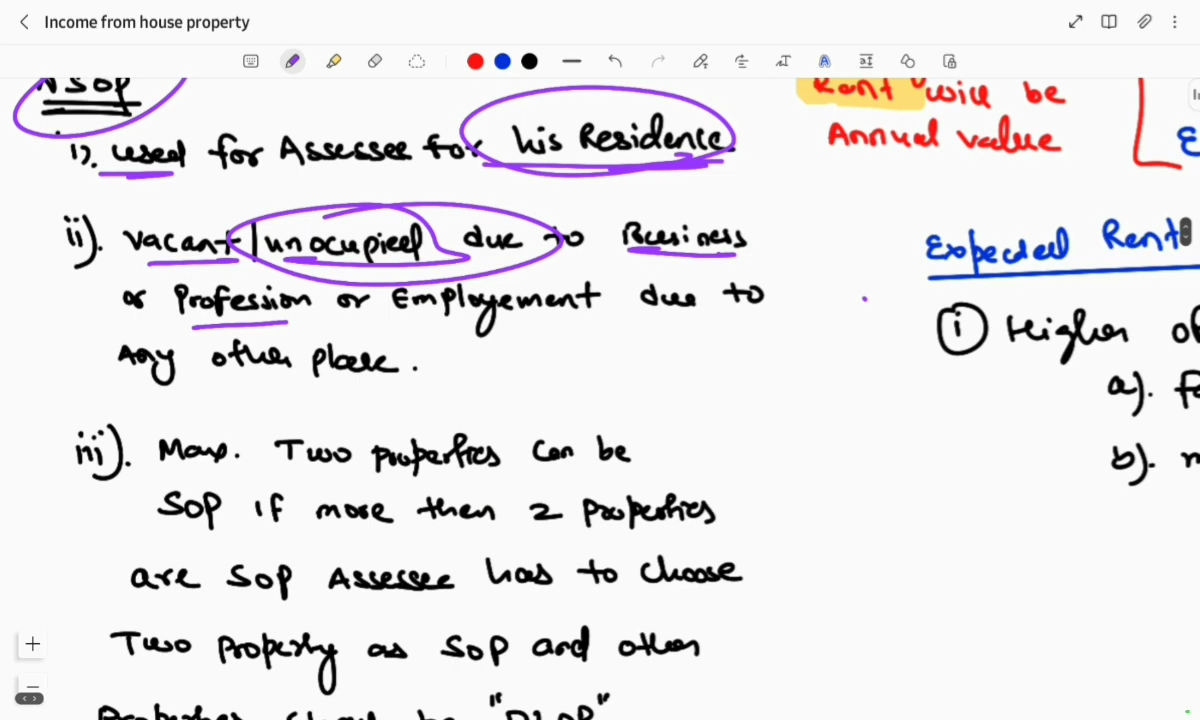 Income from house property
SOP
i). used for Assessee for his Residence
ii). vacant | unocupied due to Business
or Profession or Employement due to
Any other place.
iii). Max. Two properties can be
SOP if more then 2 properties
are SOP Assessee has to choose
Two property as SOP and other
Rent" will be
Annual value
Expected Rent
(i) Higher of
a).
b).